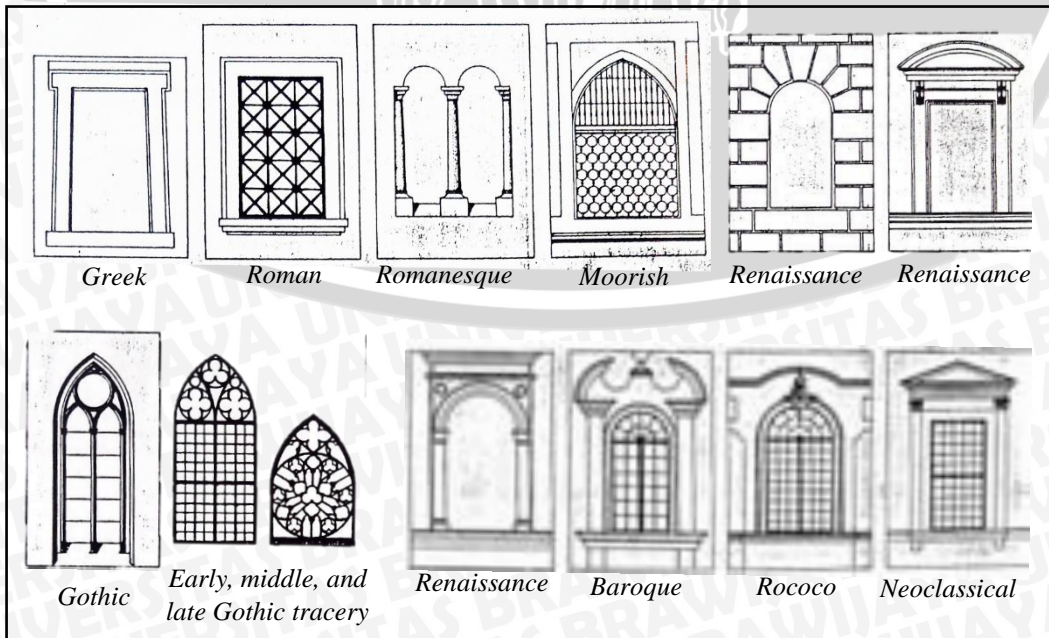 Greek
Roman
Romanesque
Moorish
Renaissance
Renaissance
Gothic
Early, middle, and
late Gothic tracery
Renaissance
Baroque
Rococo
Neoclassical